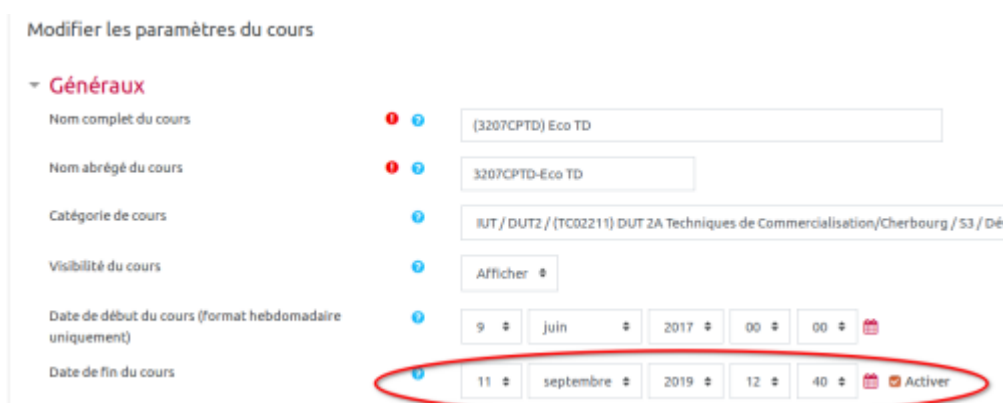 Modifier les paramètres du cours
Généraux
Nom complet du cours
(3207CPTD) Eco TD
Nom abrégé du cours
3207CPTD-Eco TD
Catégorie de cours
IUT / DUT2 / (TC02211) DUT 2A Techniques de Commercialisation/Cherbourg / S3 / Dé
Visibilité du cours
Afficher
Date de début du cours (format hebdomadaire
uniquement)
9 juin 2017 00 00
Date de fin du cours
11 septembre 2019 12 40 Activer